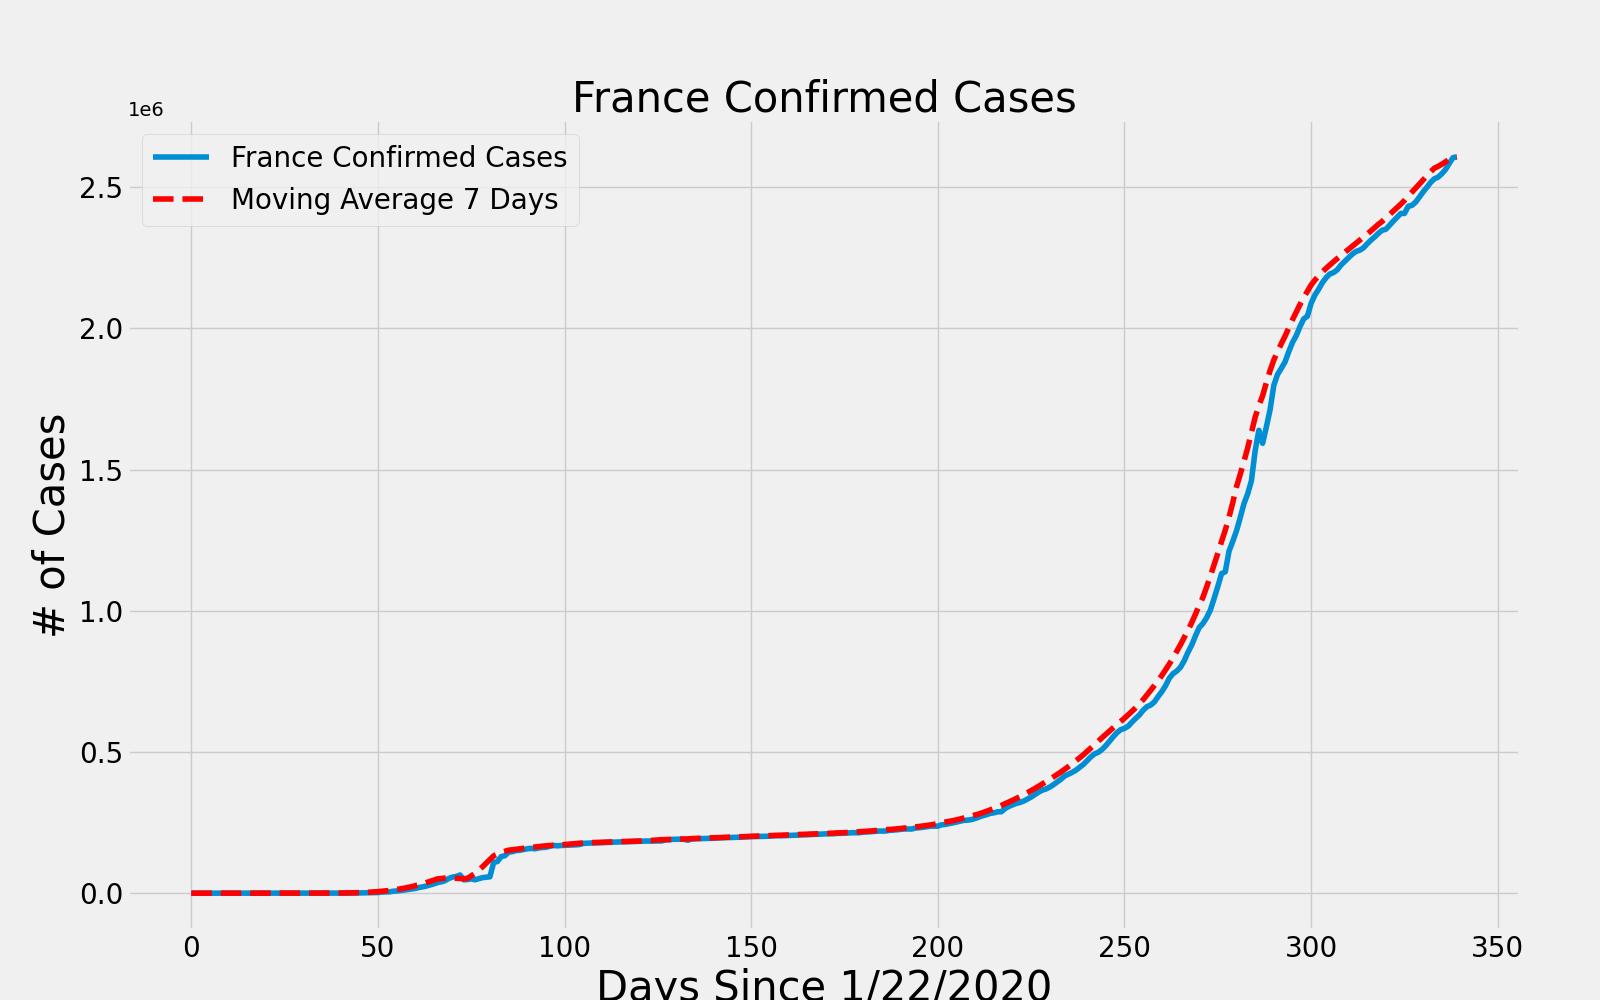 France Confirmed Cases
1e6
France Confirmed Cases
Moving Average 7 Days
2.5
2.0
1.5
1.0
0.5
0.0
# of Cases
0 50 100 150 200 250 300 350
Days Since 1/22/2020